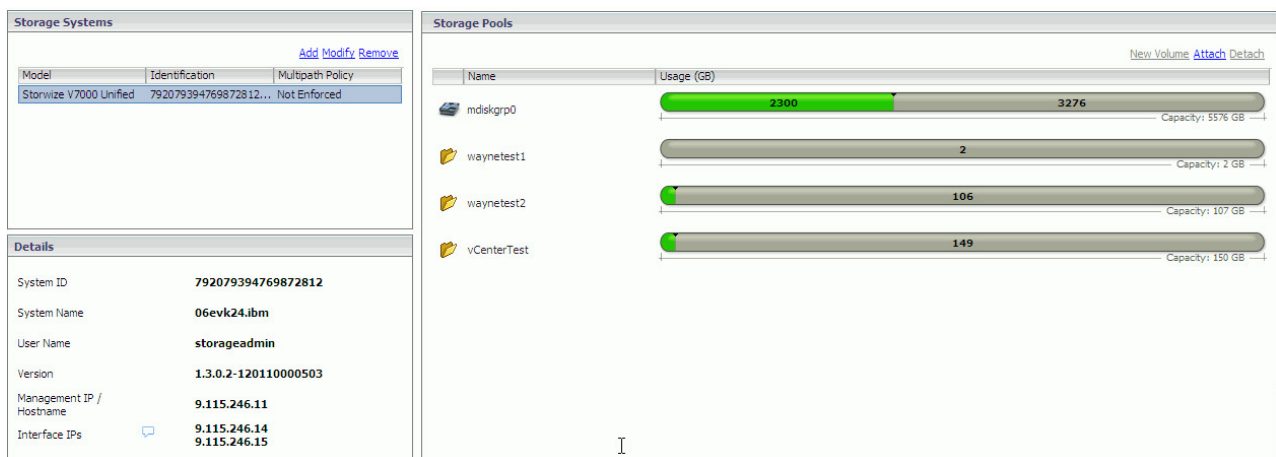 Storage Systems
Add Modify Remove
Model Identification Multipath Policy
Storwize V7000 Unified 792079394769872812... Not Enforced
Details
System ID 792079394769872812
System Name 06evk24.ibm
User Name storageadmin
Version 1.3.0.2-120110000503
Management IP /
Hostname 9.115.246.11
Interface IPs 9.115.246.14
9.115.246.15
Storage Pools
New Volume Attach Detach
Name Usage (GB)
mdiskgrp0 2300 3276
Capacity: 5576 GB
waynetest1 2
Capacity: 2 GB
waynetest2 106
Capacity: 107 GB
vCenterTest 149
Capacity: 150 GB